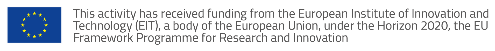 This activity has received funding from the European Institute of Innovation and
Technology (EIT), a body of the European Union, under the Horizon 2020, the EU
Framework Programme for Research and Innovation